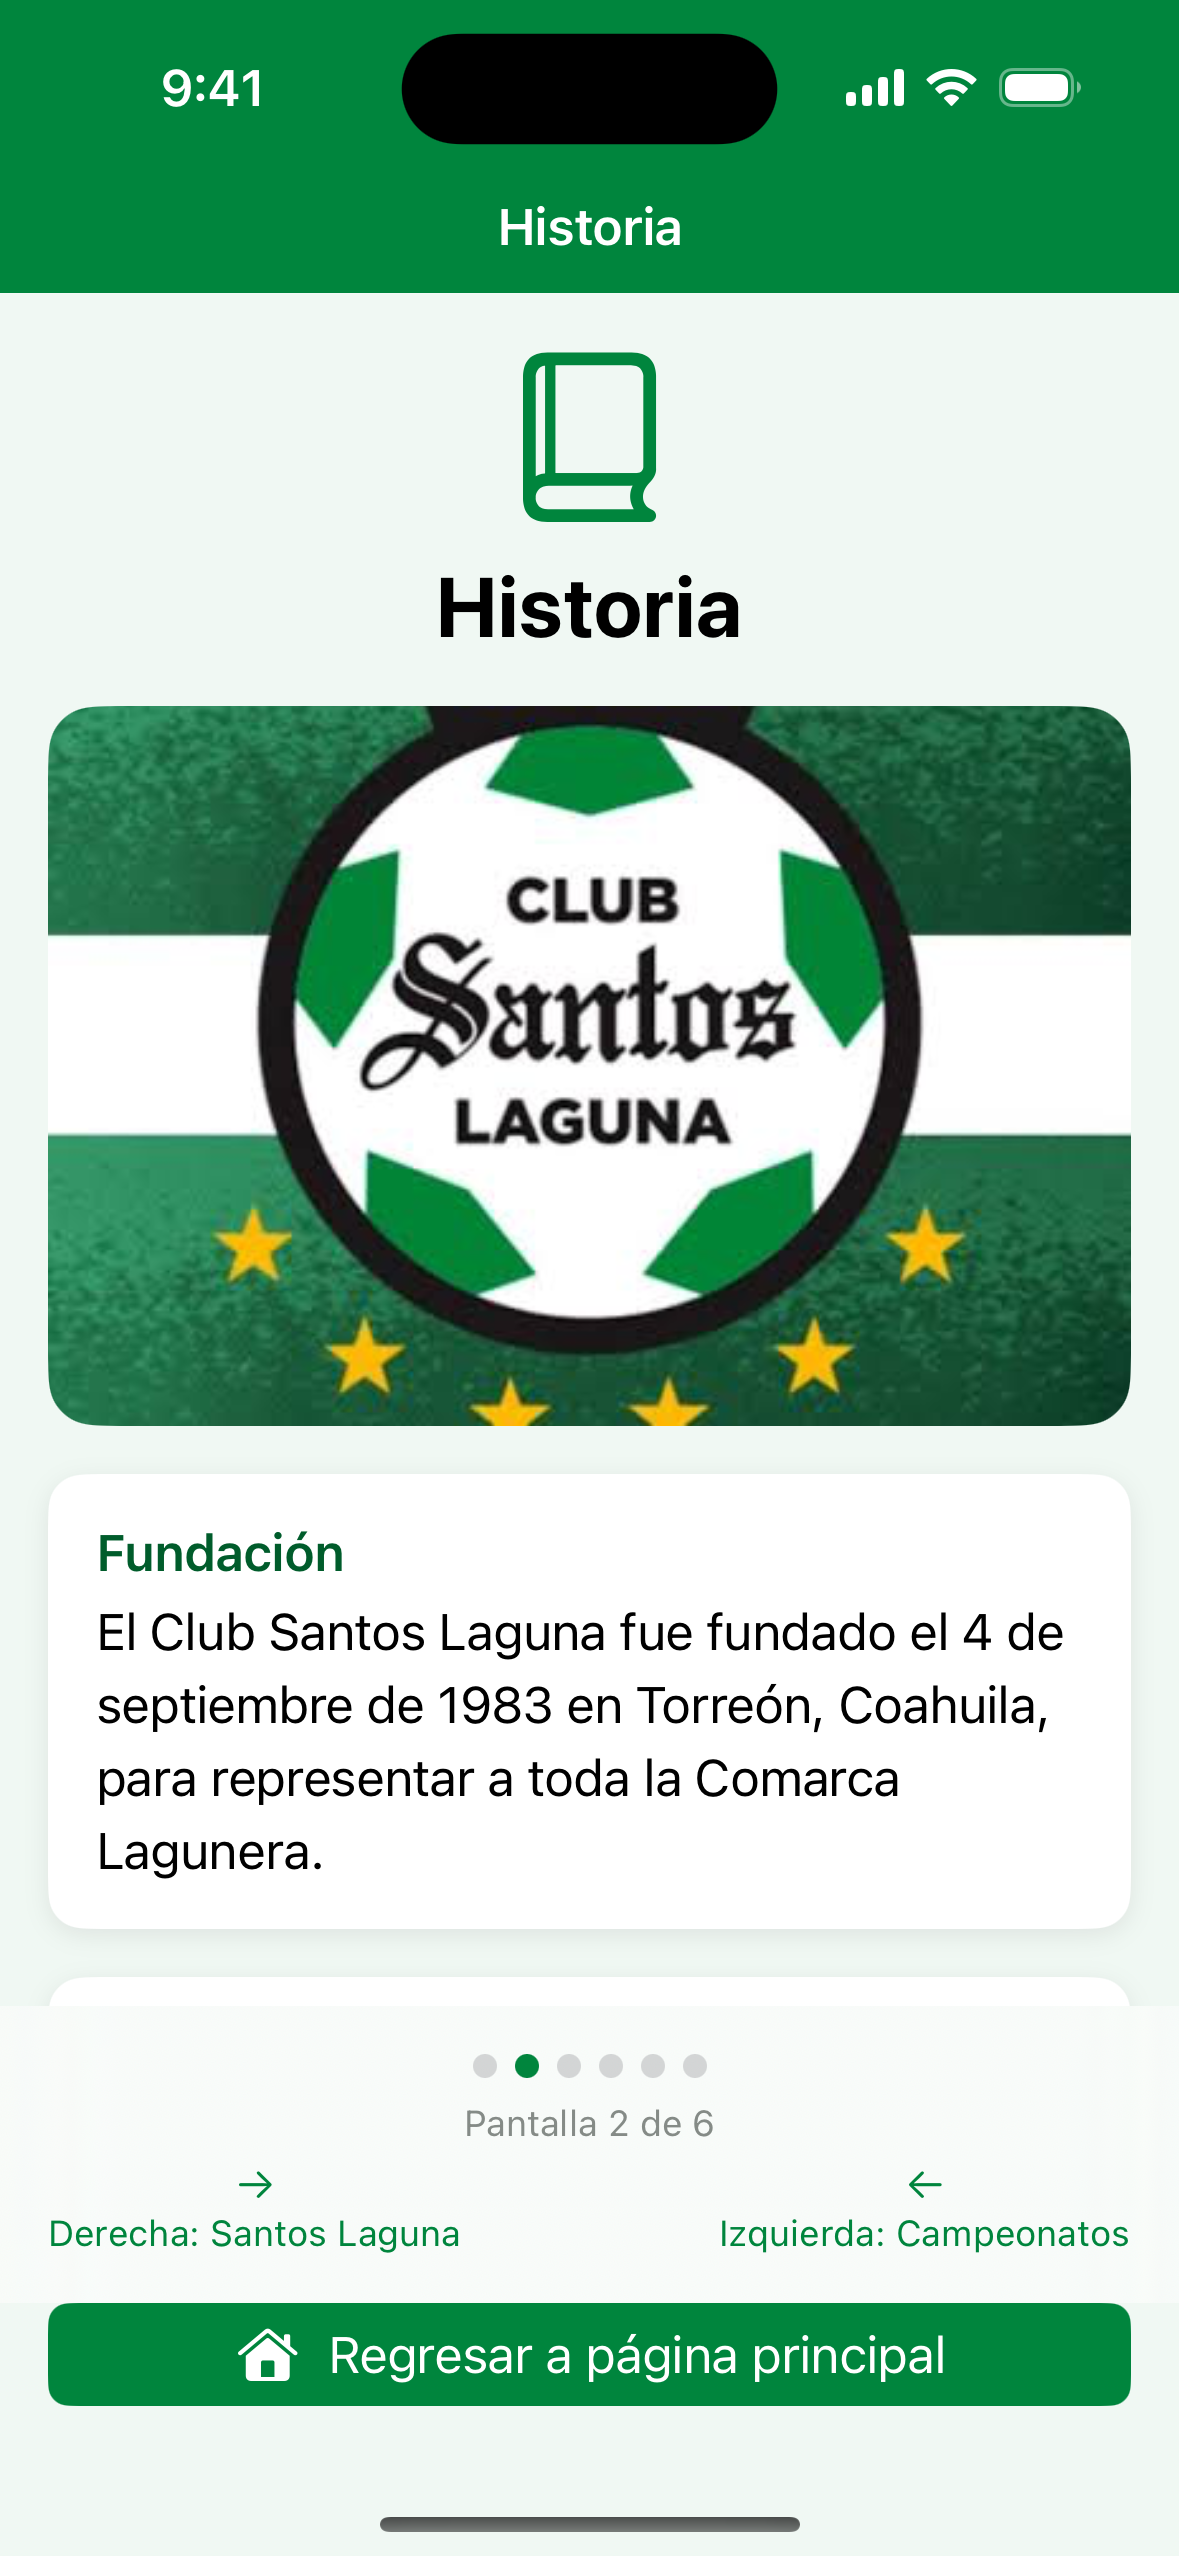 9:41
Historia
Historia
CLUB
Santos
LAGUNA
Fundación
El Club Santos Laguna fue fundado el 4 de
septiembre de 1983 en Torreón, Coahuila,
para representar a toda la Comarca
Lagunera.
Pantalla 2 de 6
→ ←
Derecha: Santos Laguna Izquierda: Campeonatos
Regresar a página principal